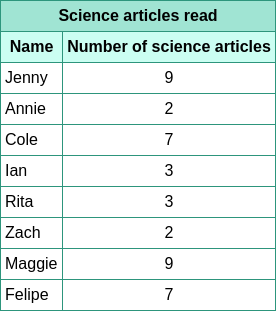 Science articles read
Name Number of science articles
Jenny 9
Annie 2
Cole 7
Ian 3
Rita 3
Zach 2
Maggie 9
Felipe 7